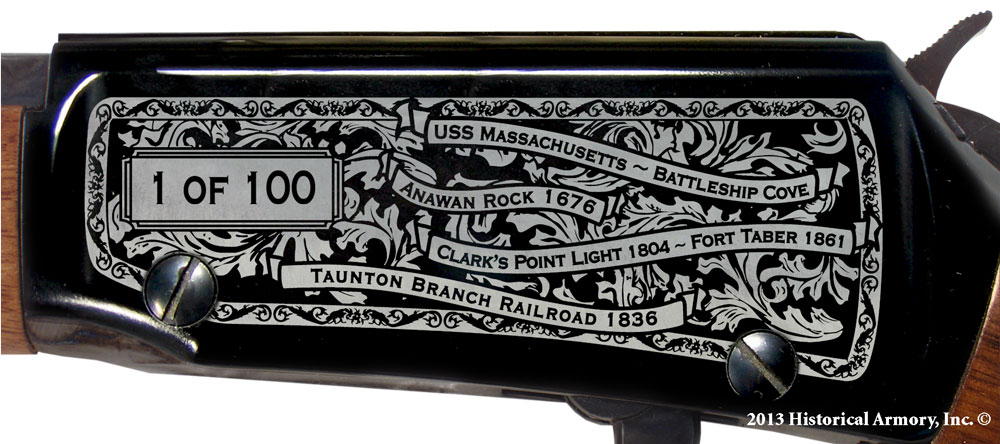 1 OF 100
USS MASSACHUSETTS ~ BATTLESHIP COVE
ANAWAN ROCK 1676
CLARK'S POINT LIGHT 1804 ~ FORT TABER 1861
TAUNTON BRANCH RAILROAD 1836
2013 Historical Armory, Inc. ©